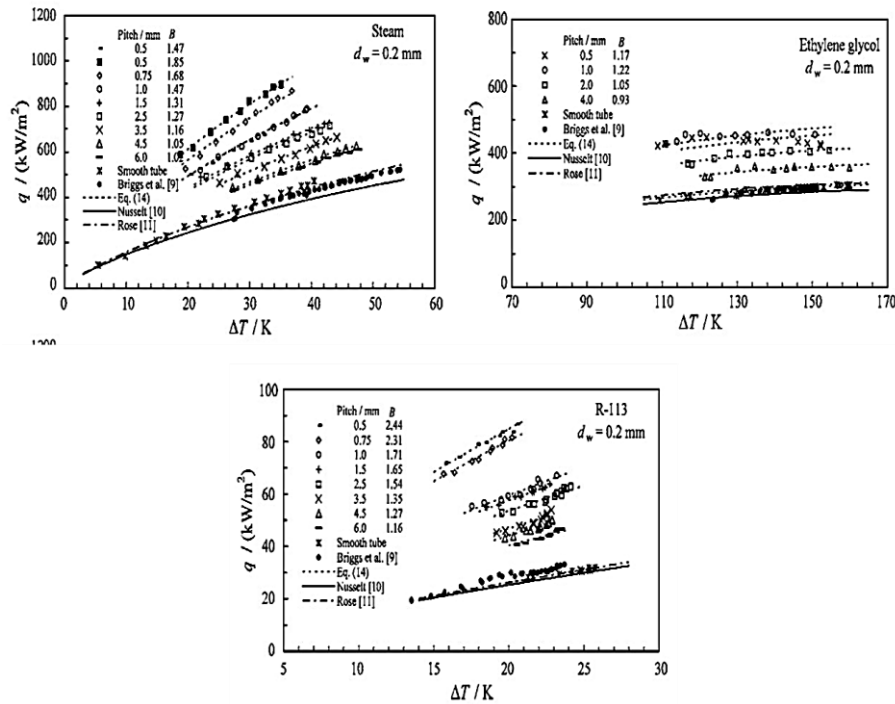 1200
1000
800
600
400
200
0
q / (kW/m²)
Pitch / mm B
0.5 1.47
0.5 1.85
0.75 1.68
1.0 1.47
1.5 1.31
2.5 1.27
3.5 1.16
4.5 1.05
6.0
Smooth tube
Briggs et al. [9]
Eq. (14)
Nusselt [10]
Rose [11]
Steam
d_w = 0.2 mm
0 10 20 30 40 50 60
ΔT / K
800
600
400
200
0
q / (kW/m²)
Pitch / mm B
0.5 1.17
1.0 1.22
2.0 1.05
4.0 0.93
Smooth tube
Briggs et al. [9]
Eq. (14)
Nusselt [10]
Rose [11]
Ethylene glycol
d_w = 0.2 mm
70 90 110 130 150 170
ΔT / K
100
80
60
40
20
0
q / (kW/m²)
Pitch / mm B
0.5 2.44
0.75 2.31
1.0 1.71
1.5 1.65
2.5 1.54
3.5 1.35
4.5 1.27
6.0 1.16
Smooth tube
Briggs et al. [9]
Eq. (14)
Nusselt [10]
Rose [11]
R-113
d_w = 0.2 mm
5 10 15 20 25 30
ΔT / K